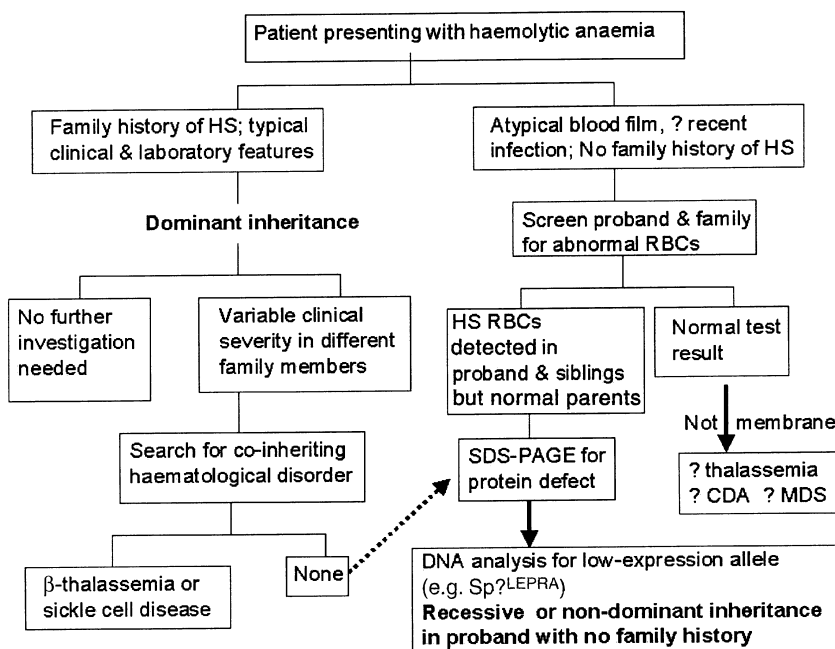 Patient presenting with haemolytic anaemia
Family history of HS; typical
clinical & laboratory features
Atypical blood film, ? recent
infection; No family history of HS
Dominant inheritance
Screen proband & family
for abnormal RBCs
No further
investigation
needed
Variable clinical
severity in different
family members
HS RBCs
detected in
proband & siblings
but normal parents
Normal test
result
Not membrane
Search for co-inheriting
haematological disorder
SDS-PAGE for
protein defect
? thalassemia
? CDA ? MDS
β-thalassemia or
sickle cell disease
None
DNA analysis for low-expression allele
(e.g. Sp?LEPRA)
Recessive or non-dominant inheritance
in proband with no family history